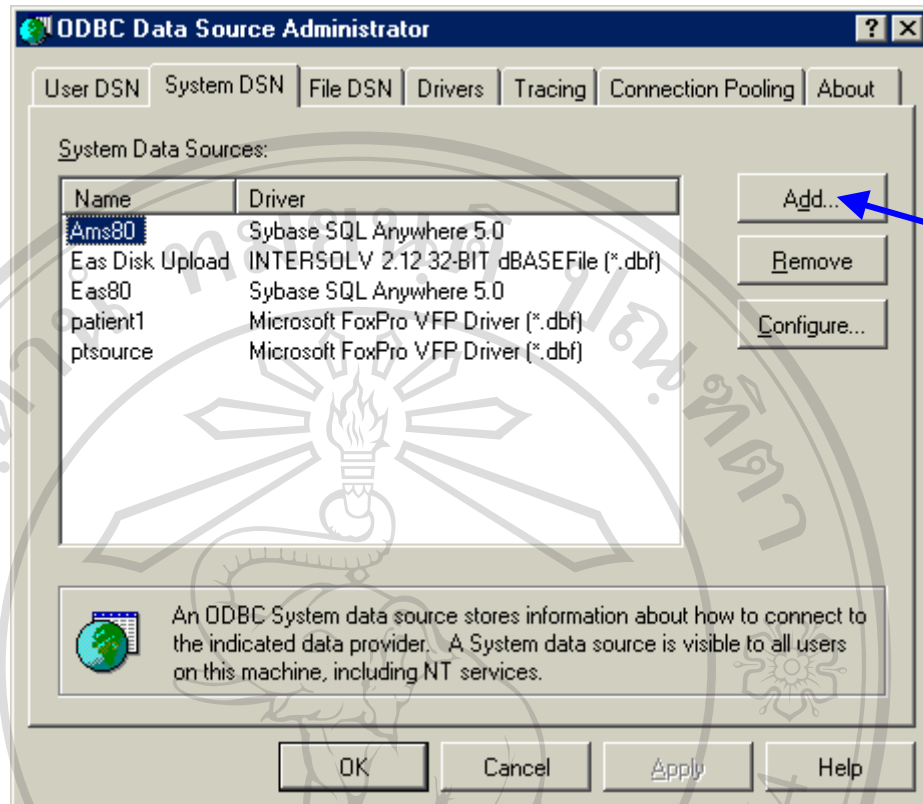 ODBC Data Source Administrator
User DSN System DSN File DSN Drivers Tracing Connection Pooling About
System Data Sources:
Name Driver
Ams80 Sybase SQL Anywhere 5.0
Eas Disk Upload INTERSOLV 2.12 32-BIT dBASEFile (*.dbf)
Eas80 Sybase SQL Anywhere 5.0
patient1 Microsoft FoxPro VFP Driver (*.dbf)
ptsource Microsoft FoxPro VFP Driver (*.dbf)
Add...
Remove
Configure...
An ODBC System data source stores information about how to connect to
the indicated data provider. A System data source is visible to all users
on this machine, including NT services.
OK Cancel Apply Help